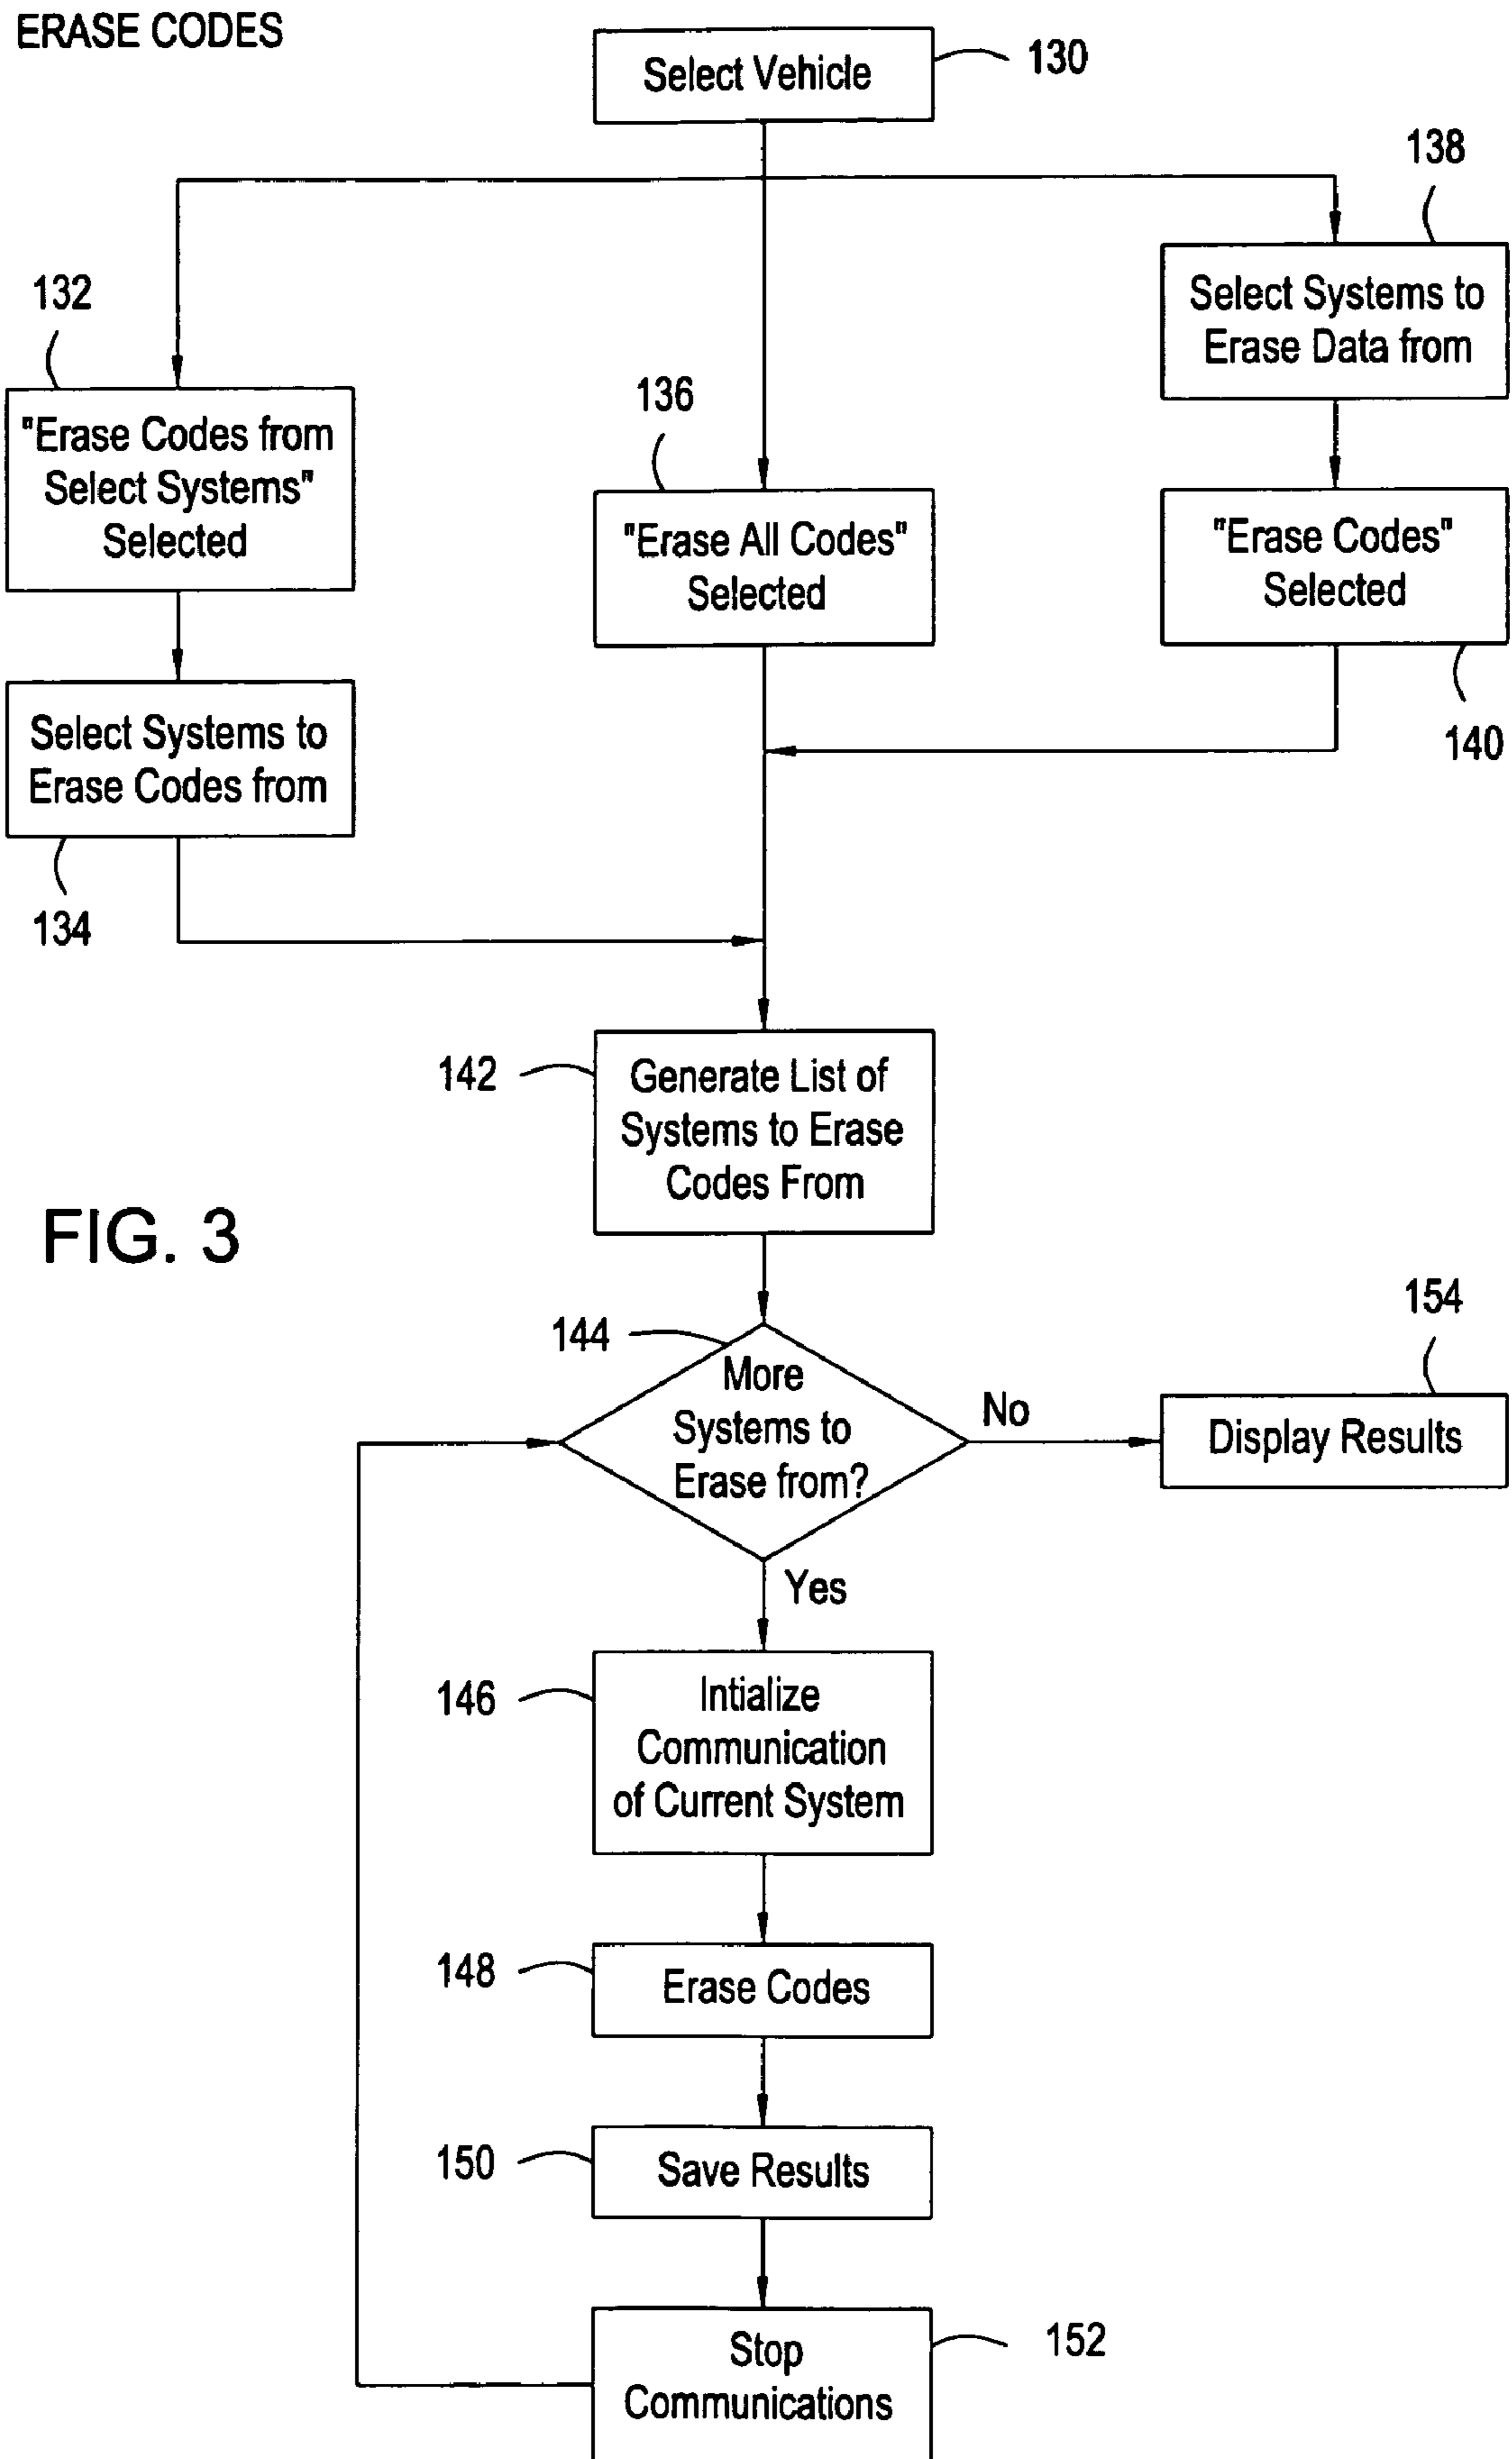 ERASE CODES
Select Vehicle
130
138
Select Systems to
Erase Data from
132
"Erase Codes from
Select Systems"
Selected
136
"Erase All Codes"
Selected
"Erase Codes"
Selected
140
Select Systems to
Erase Codes from
134
142
Generate List of
Systems to Erase
Codes From
FIG. 3
144
More
Systems to
Erase from?
No
154
Display Results
Yes
146
Intialize
Communication
of Current System
148
Erase Codes
150
Save Results
Stop
Communications
152